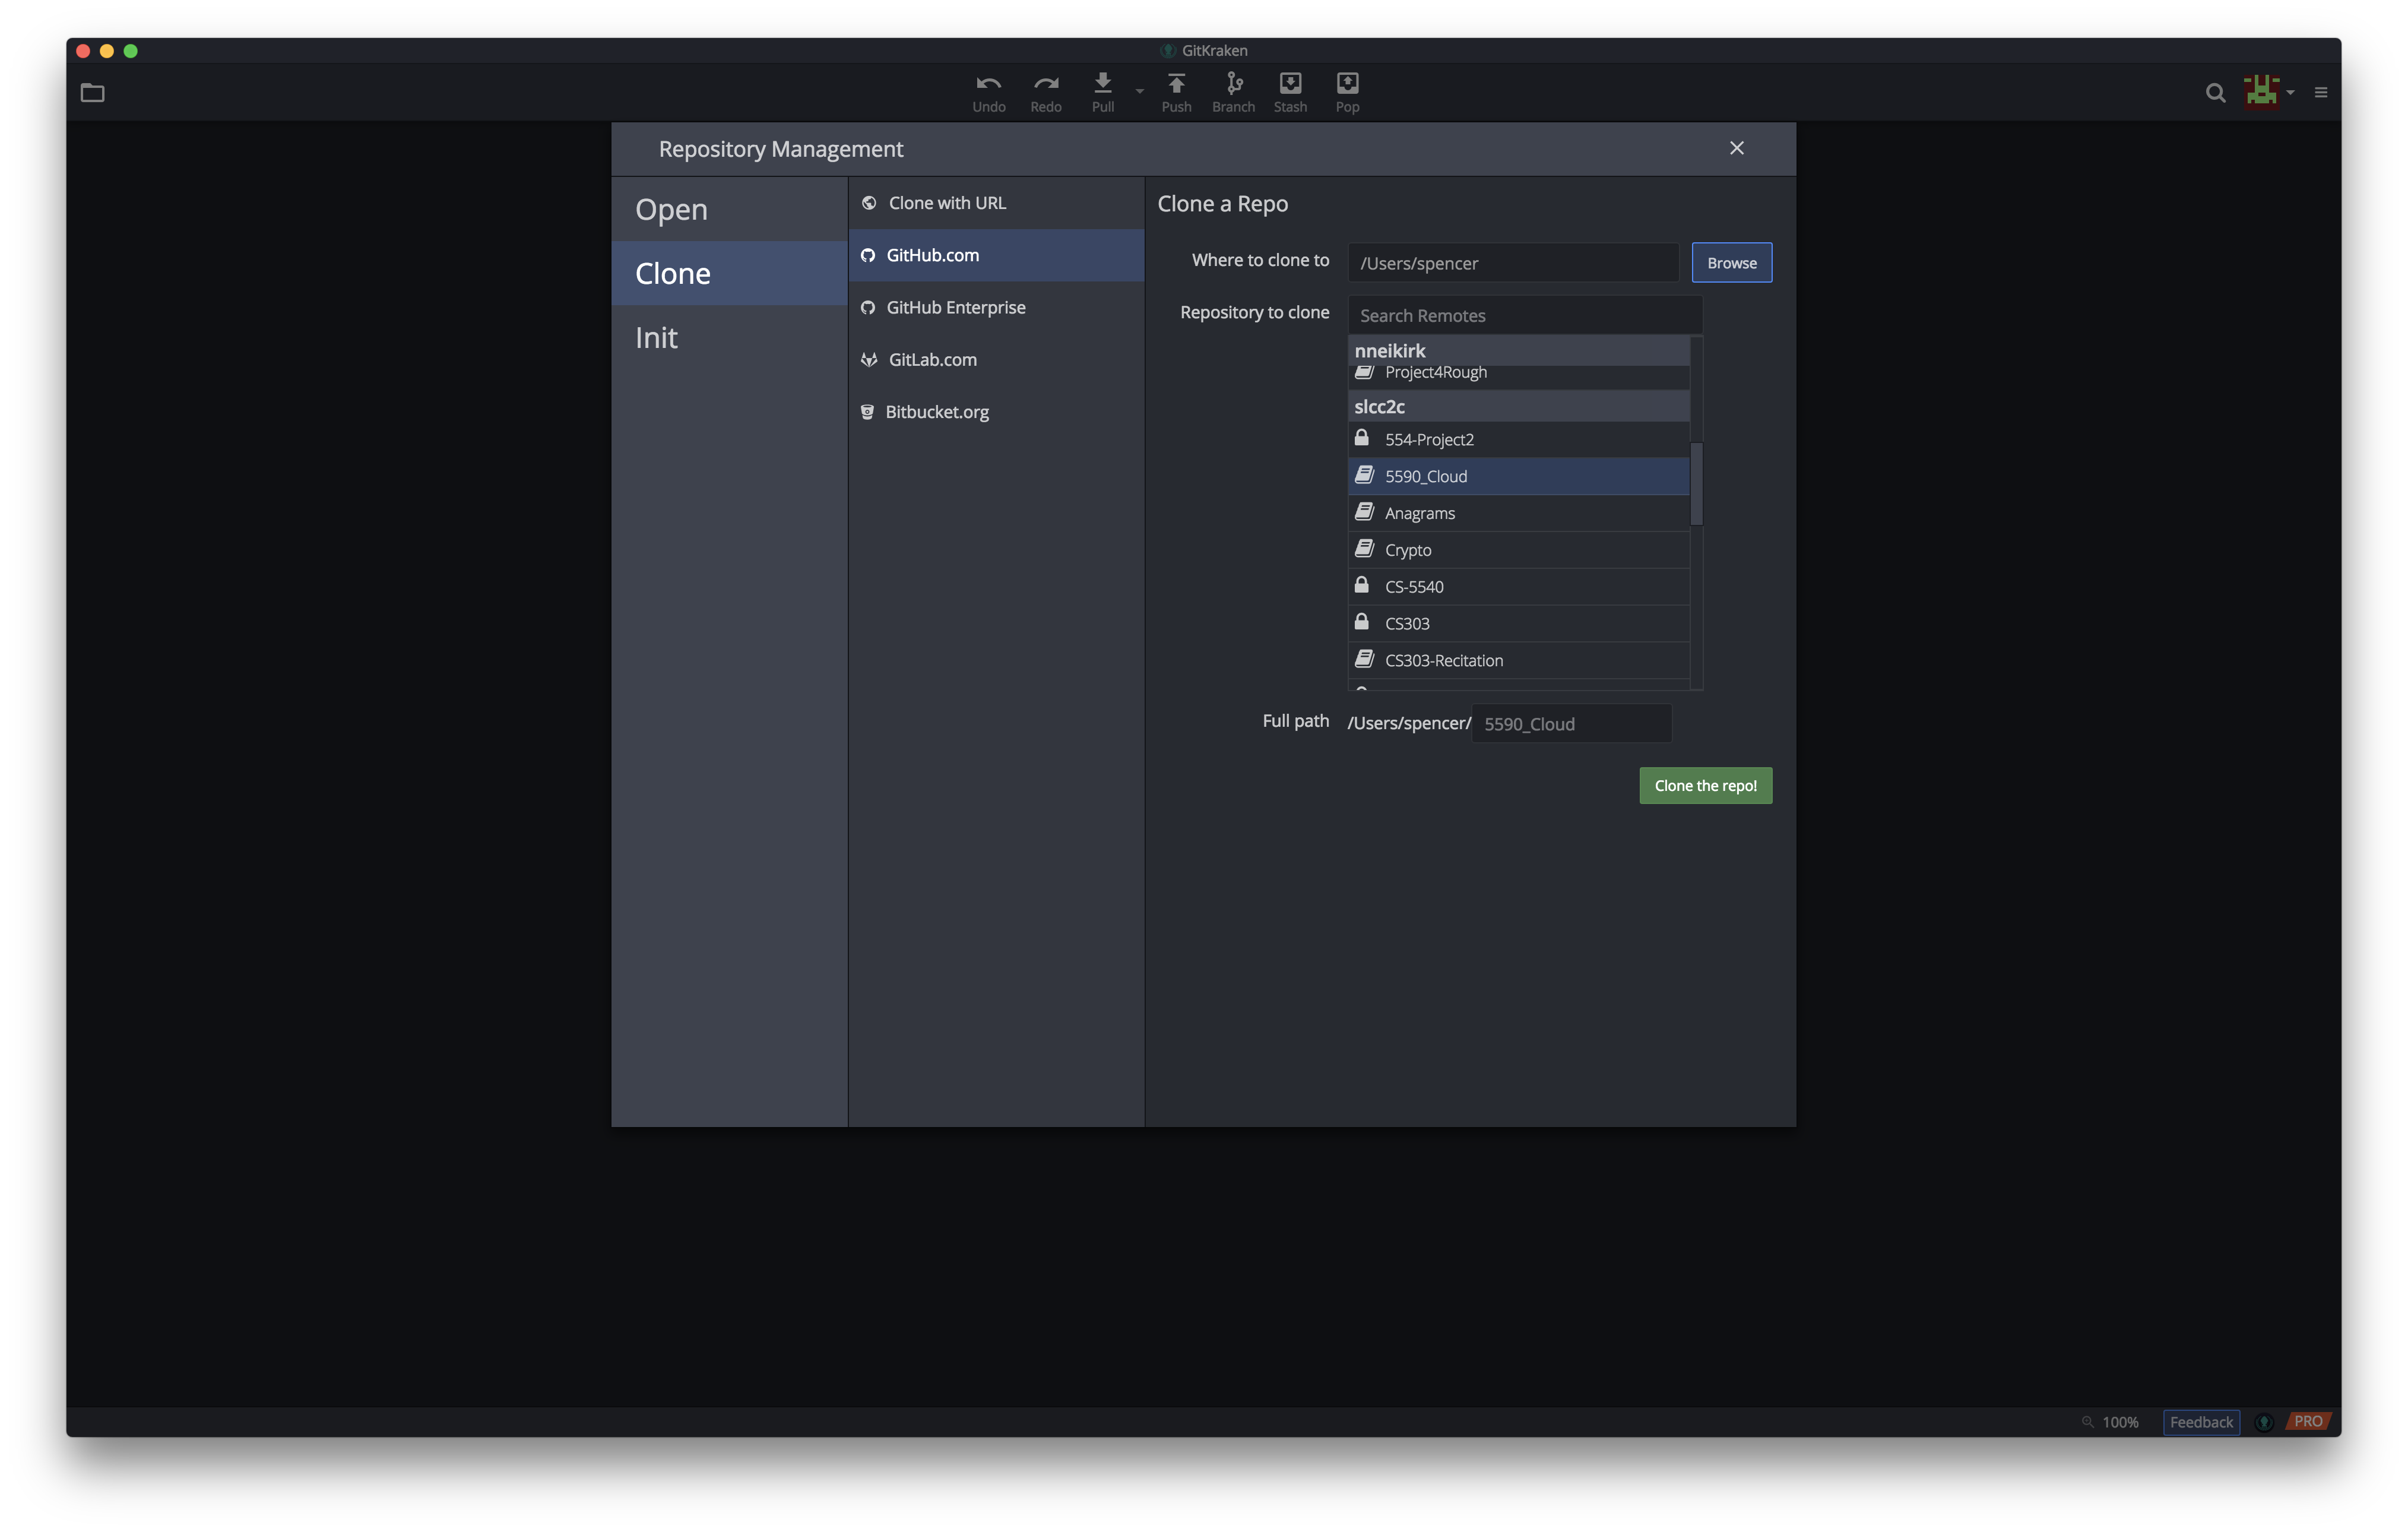 GitKraken
Undo Redo Pull Push Branch Stash Pop
Repository Management
Open
Clone
Init
Clone with URL
GitHub.com
GitHub Enterprise
GitLab.com
Bitbucket.org
Clone a Repo
Where to clone to /Users/spencer Browse
Repository to clone Search Remotes
nneikirk
Project4Rough
slcc2c
554-Project2
5590_Cloud
Anagrams
Crypto
CS-5540
CS303
CS303-Recitation
Full path /Users/spencer/ 5590_Cloud
Clone the repo!
100% Feedback PRO